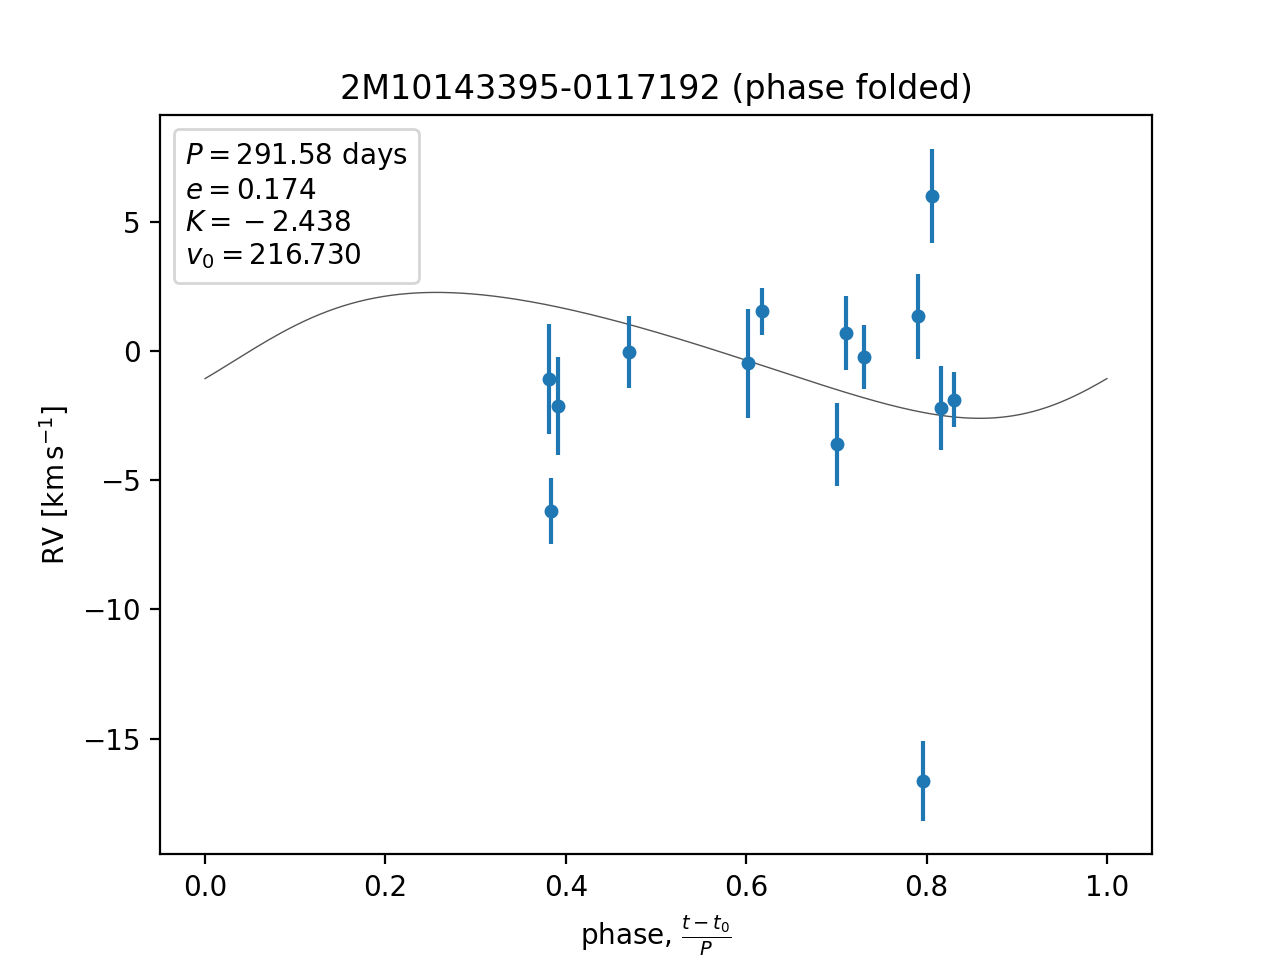 2M10143395-0117192 (phase folded)
P = 291.58 days
e = 0.174
K = −2.438
v₀ = 216.730
5
0
−5
−10
−15
RV [km s⁻¹]
0.0 0.2 0.4 0.6 0.8 1.0
phase, (t − t₀)/P